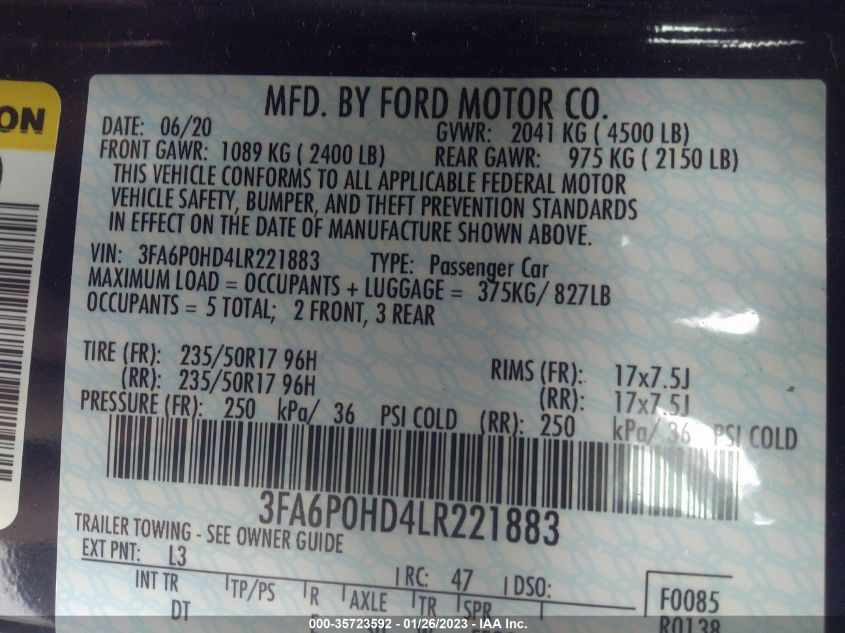 ON
MFD. BY FORD MOTOR CO.
DATE: 06/20 GVWR: 2041 KG ( 4500 LB)
FRONT GAWR: 1089 KG ( 2400 LB) REAR GAWR: 975 KG ( 2150 LB)
THIS VEHICLE CONFORMS TO ALL APPLICABLE FEDERAL MOTOR
VEHICLE SAFETY, BUMPER, AND THEFT PREVENTION STANDARDS
IN EFFECT ON THE DATE OF MANUFACTURE SHOWN ABOVE.
VIN: 3FA6P0HD4LR221883 TYPE: Passenger Car
MAXIMUM LOAD = OCCUPANTS + LUGGAGE = 375KG/ 827LB
OCCUPANTS = 5 TOTAL; 2 FRONT, 3 REAR
TIRE (FR): 235/50R17 96H RIMS (FR): 17x7.5J
(RR): 235/50R17 96H (RR): 17x7.5J
PRESSURE (FR): 250 kPa/ 36 PSI COLD (RR): 250 kPa/ 36 PSI COLD
3FA6P0HD4LR221883
TRAILER TOWING - SEE OWNER GUIDE
EXT PNT: L3 RC: 47 DSO:
INT TR TP/PS R AXLE TR SPR F0085
DT R0138
000-35723592 - 01/26/2023 - IAA Inc.